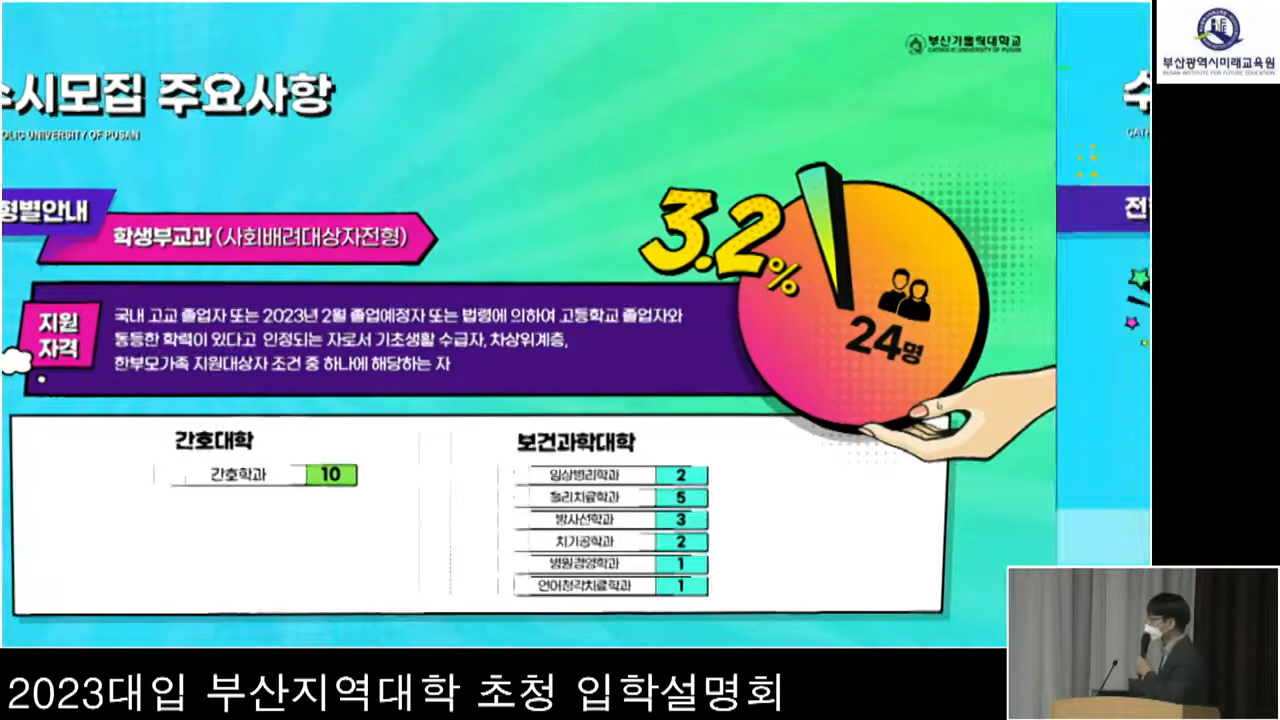 부산가톨릭대학교
CATHOLIC UNIVERSITY OF PUSAN
부산광역시미래교육원
BUSAN INSTITUTE FOR FUTURE EDUCATION
수시모집 주요사항
OLIC UNIVERSITY OF PUSAN
수
CATH
형별안내
전
학생부교과 (사회배려대상자전형)
3.2%
24명
지원
자격
국내 고교 졸업자 또는 2023년 2월 졸업예정자 또는 법령에 의하여 고등학교 졸업자와
동등한 학력이 있다고 인정되는 자로서 기초생활 수급자, 차상위계층,
한부모가족 지원대상자 조건 중 하나에 해당하는 자
간호대학
간호학과 10
보건과학대학
임상병리학과 2
물리치료학과 5
방사선학과 3
치기공학과 2
병원경영학과 1
언어청각치료학과 1
2023대입 부산지역대학 초청 입학설명회